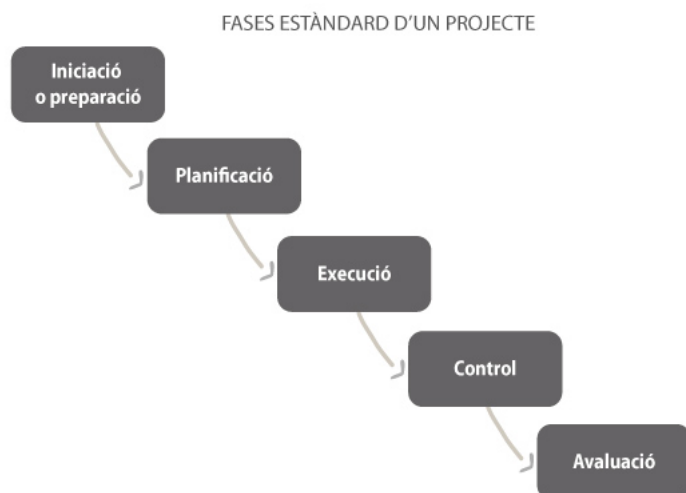 FASES ESTÀNDARD D'UN PROJECTE
Iniciació
o preparació
Planificació
Execució
Control
Avaluació